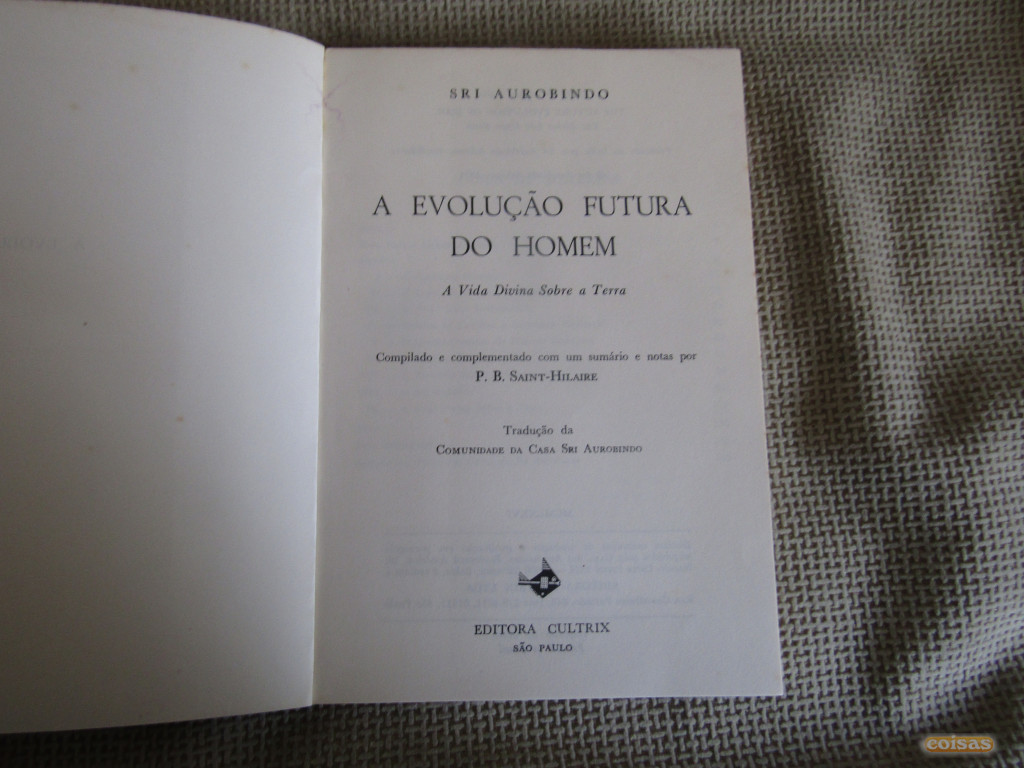 SRI AUROBINDO
A EVOLUÇÃO FUTURA
DO HOMEM
A Vida Divina Sobre a Terra
Compilado e complementado com um sumário e notas por
P. B. SAINT-HILAIRE
Tradução da
COMUNIDADE DA CASA SRI AUROBINDO
EDITORA CULTRIX
SÃO PAULO
coisas